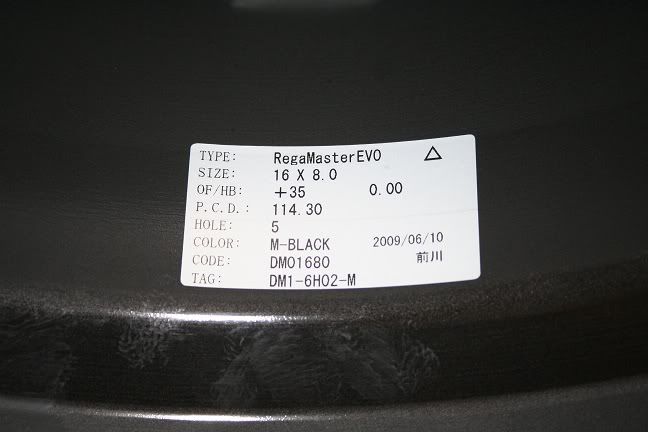 TYPE: RegaMasterEVO △
SIZE: 16 X 8.0
OF/HB: +35 0.00
P.C.D.: 114.30
HOLE: 5
COLOR: M-BLACK 2009/06/10
CODE: DM01680 前川
TAG: DM1-6H02-M